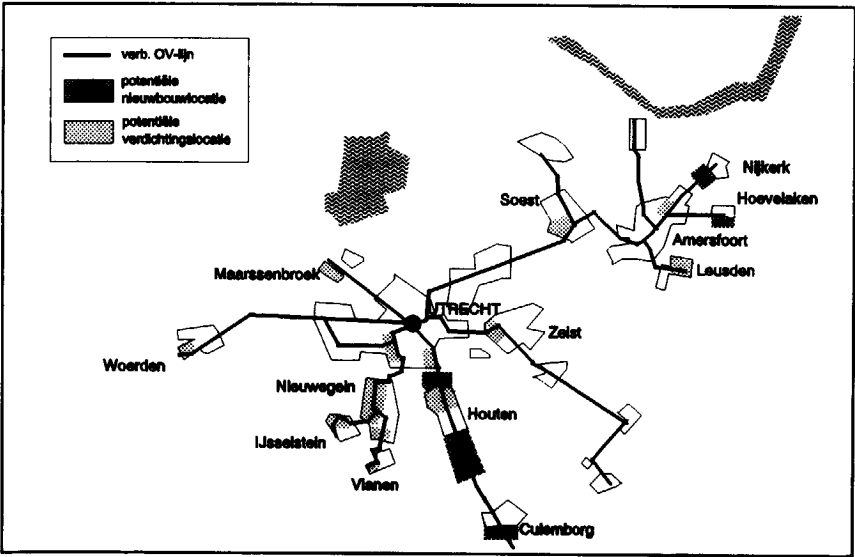 verb. OV-lijn
potentiële
nieuwbouwlocatie
potentiële
verdichtingslocatie
Nijkerk
Hoevelaken
Soest
Amersfoort
Leusden
Maarssenbroek
UTRECHT
Zeist
Woerden
Nieuwegein
Houten
IJsselstein
Vianen
Culemborg